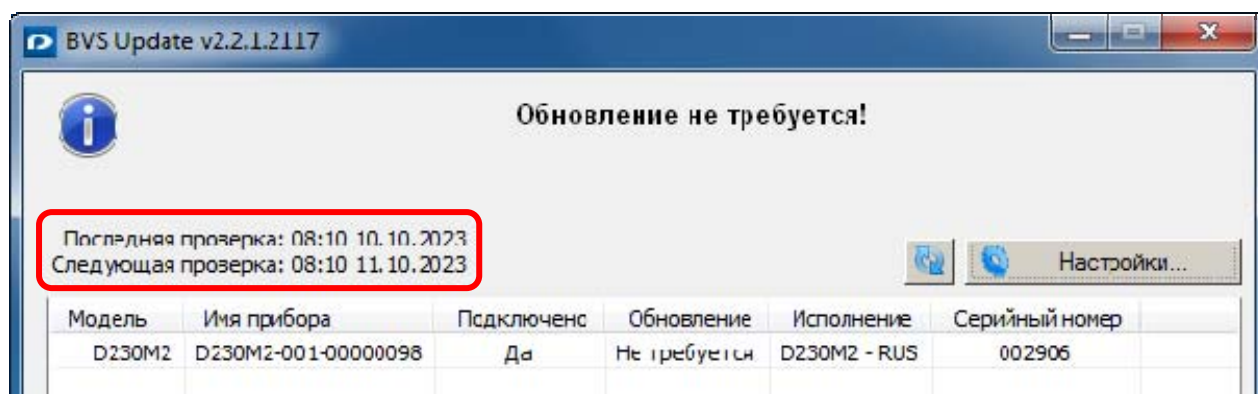 BVS Update v2.2.1.2117
Обновление не требуется!
Последняя проверка: 08:10 10.10.2023
Следующая проверка: 08:10 11.10.2023
Настройки...
Модель Имя прибора Подключено Обновление Исполнение Серийный номер
D230M2 D230M2-001-00000098 Да Не требуется D230M2 - RUS 002906